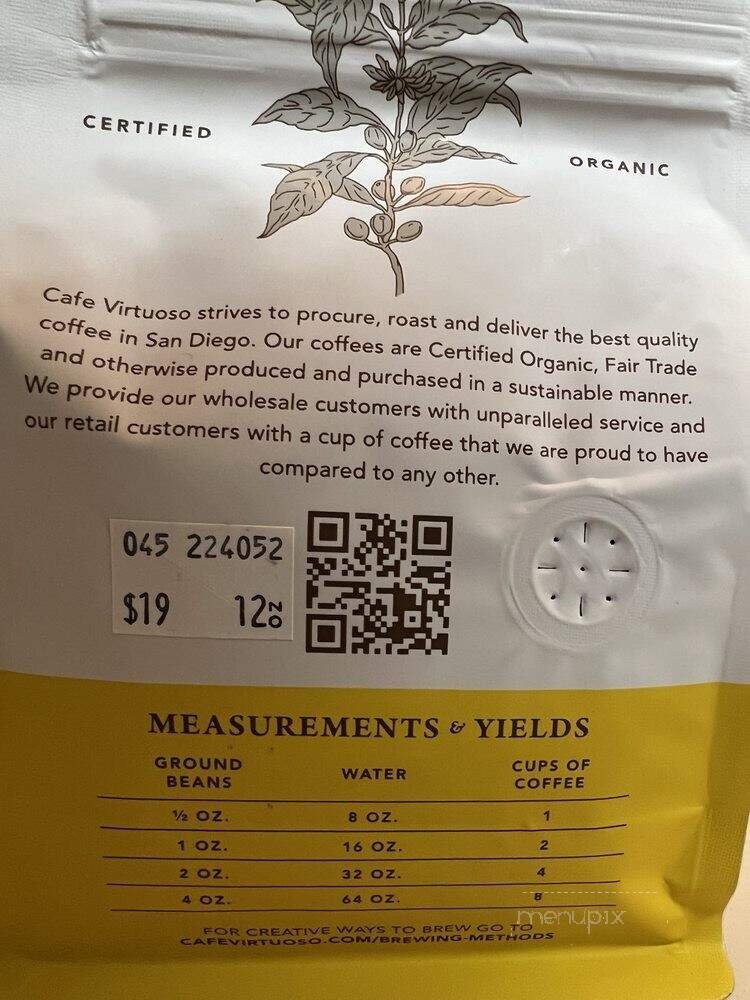 CERTIFIED
ORGANIC
Cafe Virtuoso strives to procure, roast and deliver the best quality
coffee in San Diego. Our coffees are Certified Organic, Fair Trade
and otherwise produced and purchased in a sustainable manner.
We provide our wholesale customers with unparalleled service and
our retail customers with a cup of coffee that we are proud to have
compared to any other.
045 224052
$19 12 OZ
MEASUREMENTS & YIELDS
GROUND BEANS WATER CUPS OF COFFEE
½ OZ. 8 OZ. 1
1 OZ. 16 OZ. 2
2 OZ. 32 OZ. 4
4 OZ. 64 OZ. 8
menupix
FOR CREATIVE WAYS TO BREW GO TO
CAFEVIRTUOSO.COM/BREWING-METHODS